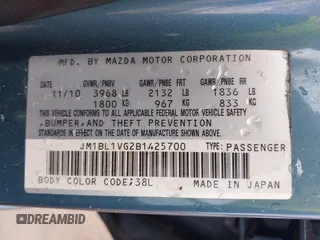 MFD. BY MAZDA MOTOR CORPORATION
GVWR/PNBV GAWR/PNBE FRT GAWR/PNBE RR
11/10 3968 LB 2132 LB 1836 LB
1800 KG 967 KG 833 KG
THIS VEHICLE CONFORMS TO ALL APPLICABLE FEDERAL MOTOR VEHICLE SAFETY,
BUMPER, AND THEFT PREVENTION
STANDARDS IN EFFECT ON THE DATE OF MANUFACTURE SHOWN ABOVE.
JM1BL1VG2B1425700 TYPE: PASSENGER
BODY COLOR CODE; 38L MADE IN JAPAN
DREAMBID